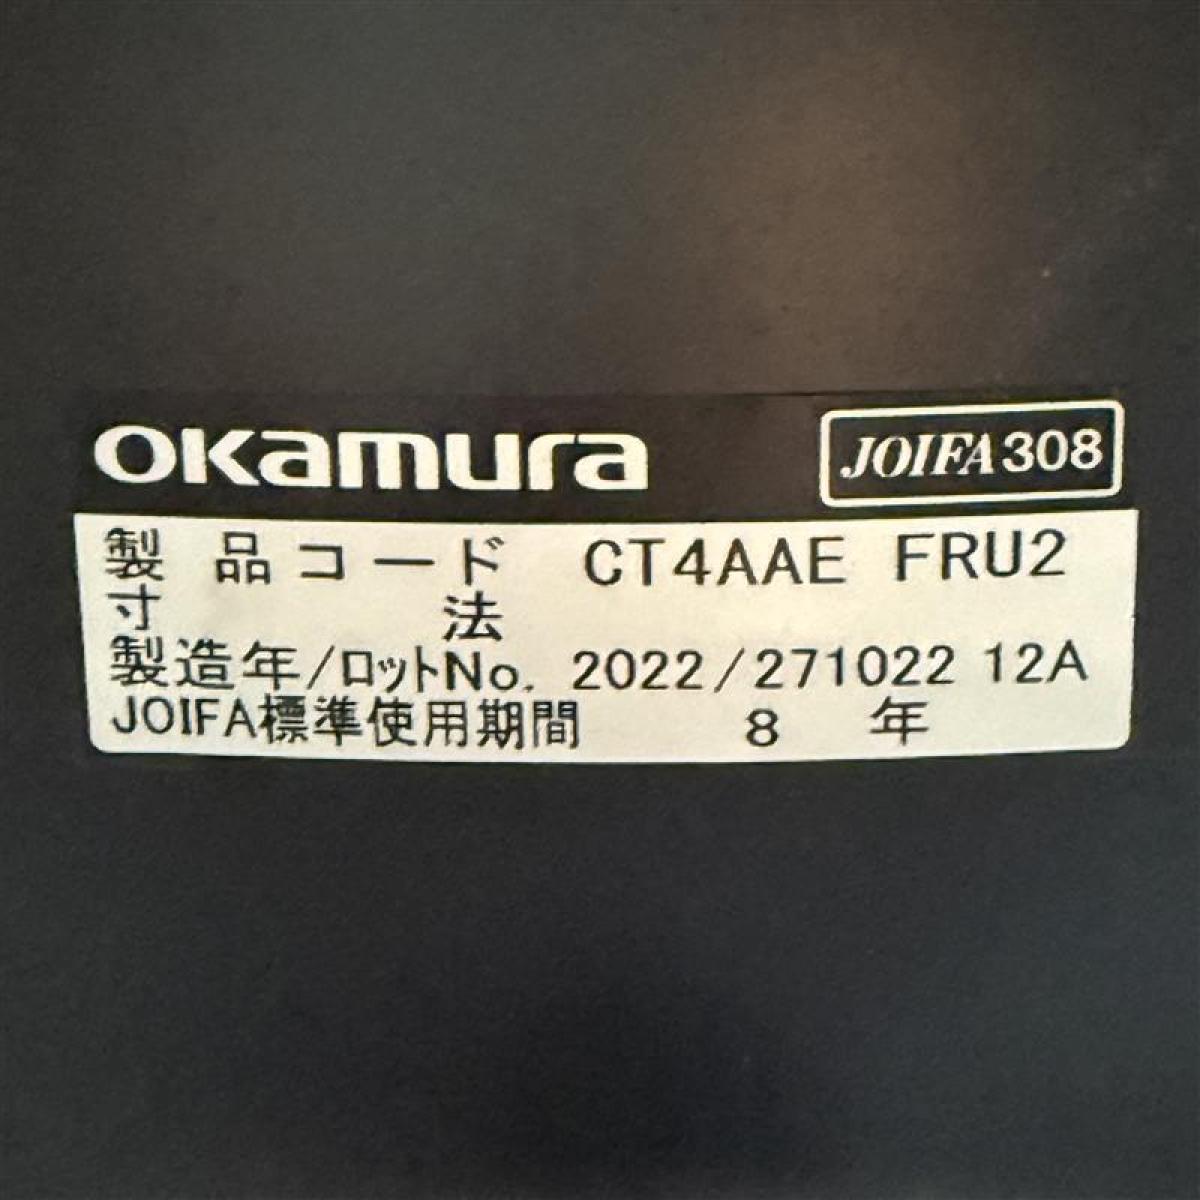 okamura
JOIFA308
製品コード CT4AAE FRU2
寸法
製造年/ロットNo. 2022/271022 12A
JOIFA標準使用期間 8 年